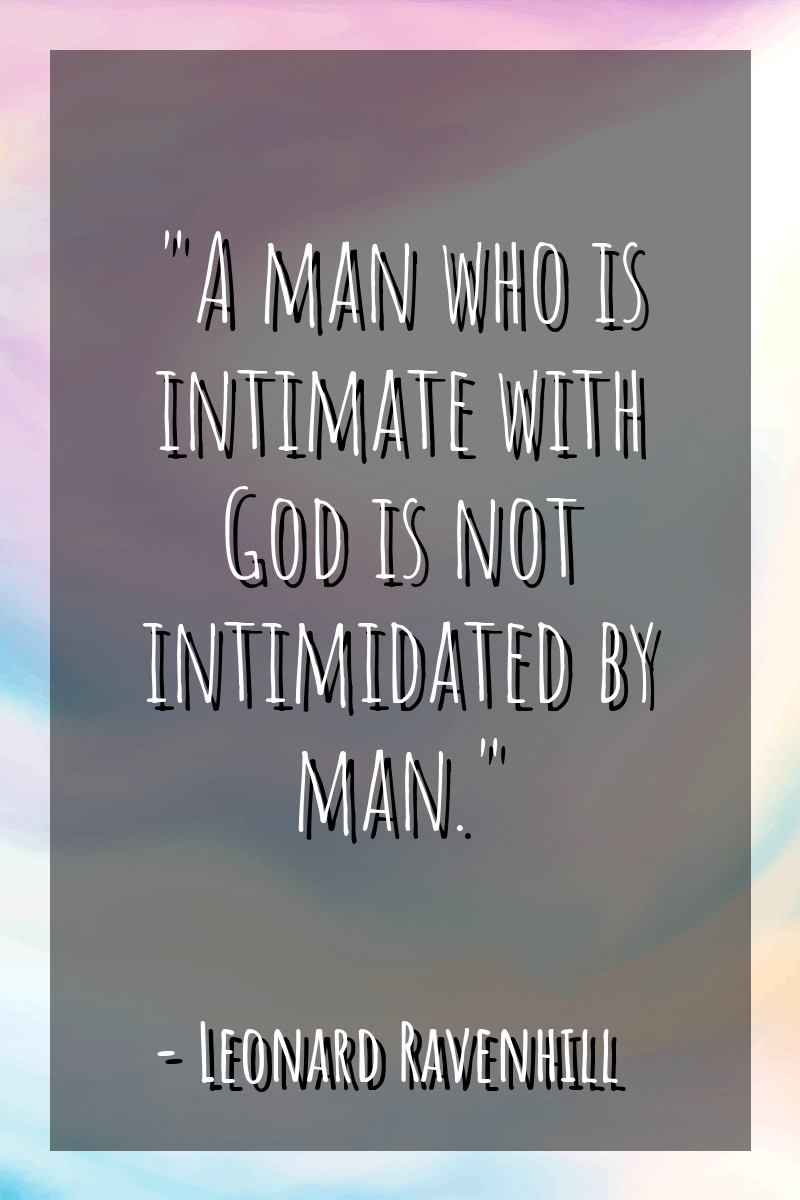 "A man who is
intimate with
God is not
intimidated by
man."
- Leonard Ravenhill